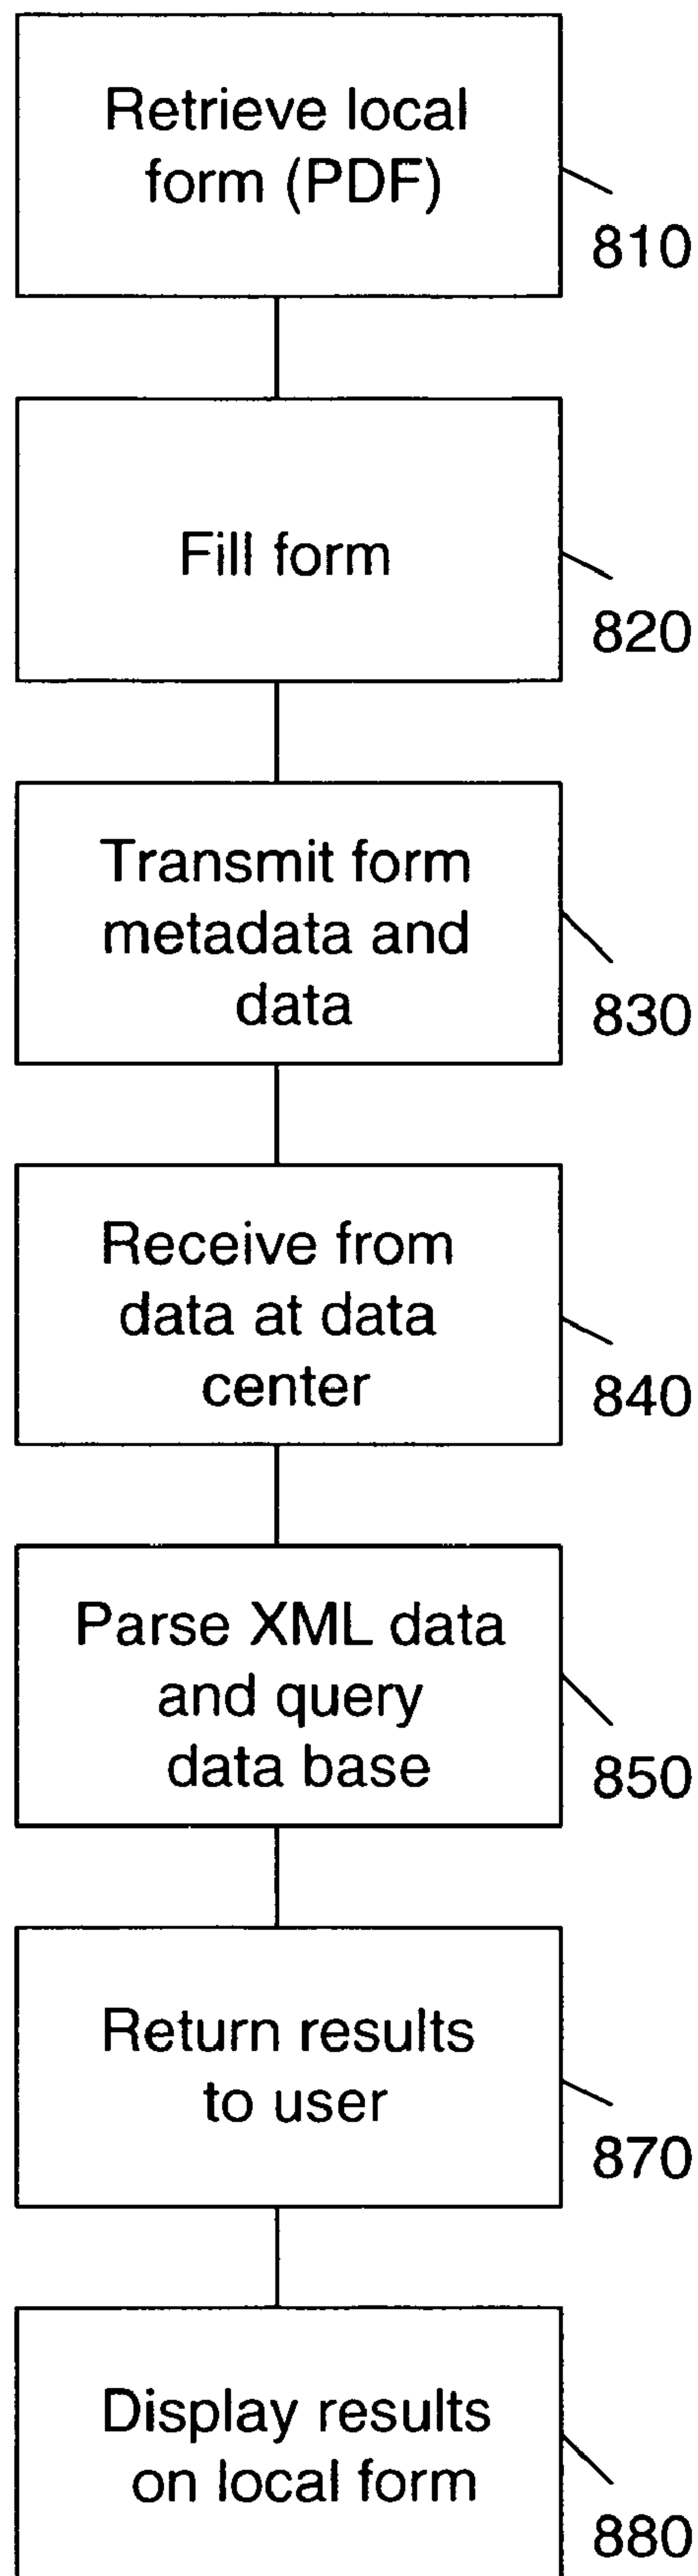 Retrieve local
form (PDF)
810
Fill form
820
Transmit form
metadata and
data
830
Receive from
data at data
center
840
Parse XML data
and query
data base
850
Return results
to user
870
Display results
on local form
880